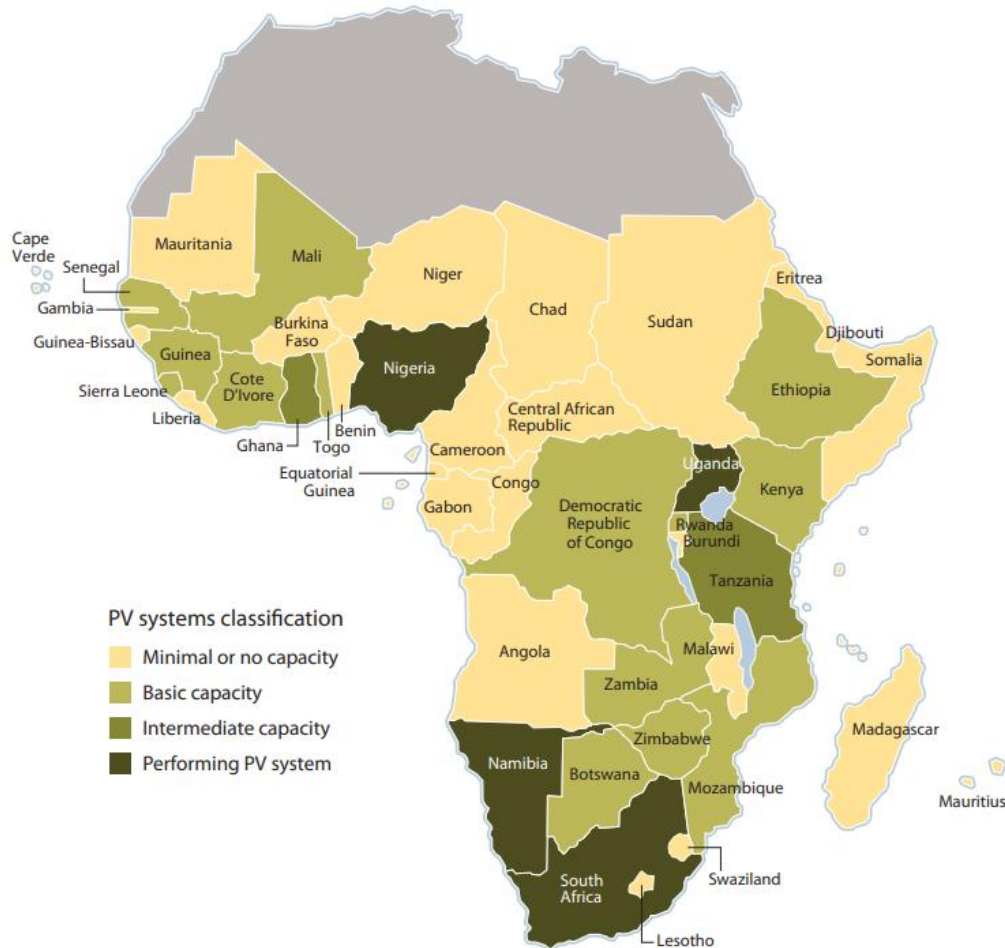 Cape
Verde
Mauritania
Mali
Niger
Senegal
Chad
Sudan
Eritrea
Gambia
Burkina
Faso
Djibouti
Guinea-Bissau
Guinea
Nigeria
Somalia
Sierra Leone
Cote
D'Ivore
Ethiopia
Liberia
Central African
Republic
Ghana
Togo
Benin
Cameroon
Uganda
Equatorial
Guinea
Congo
Kenya
Gabon
Democratic
Republic
of Congo
Rwanda
Burundi
Tanzania
PV systems classification
Minimal or no capacity
Basic capacity
Intermediate capacity
Performing PV system
Angola
Malawi
Zambia
Madagascar
Zimbabwe
Namibia
Botswana
Mozambique
Mauritius
South
Africa
Swaziland
Lesotho